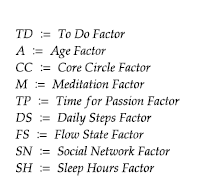 TD := To Do Factor
A := Age Factor
CC := Core Circle Factor
M := Meditation Factor
TP := Time for Passion Factor
DS := Daily Steps Factor
FS := Flow State Factor
SN := Social Network Factor
SH := Sleep Hours Factor